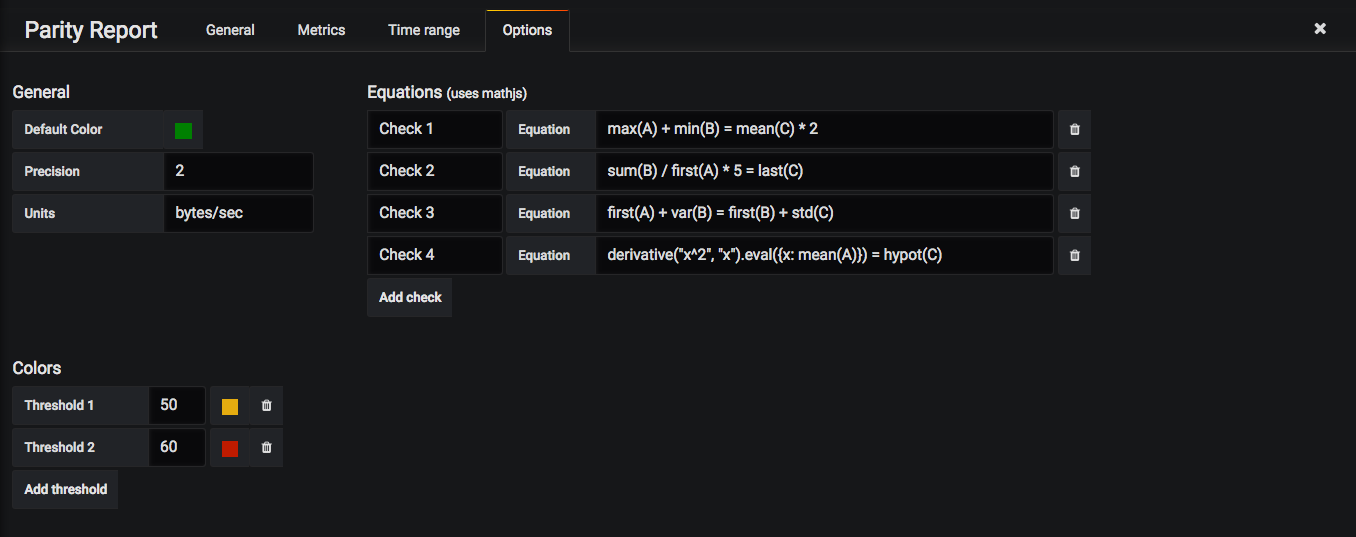 Parity Report General Metrics Time range Options
General
Default Color
Precision 2
Units bytes/sec
Equations (uses mathjs)
Check 1 Equation max(A) + min(B) = mean(C) * 2
Check 2 Equation sum(B) / first(A) * 5 = last(C)
Check 3 Equation first(A) + var(B) = first(B) + std(C)
Check 4 Equation derivative("x^2", "x").eval({x: mean(A)}) = hypot(C)
Add check
Colors
Threshold 1 50
Threshold 2 60
Add threshold